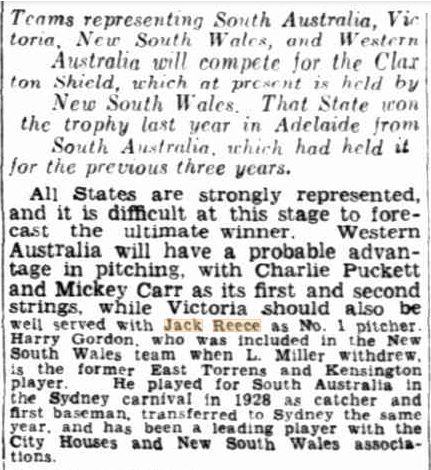 Teams representing South Australia, Vic
toria, New South Wales, and Western
Australia will compete for the Clax
ton Shield, which at present is held by
New South Wales. That State won
the trophy last year in Adelaide from
South Australia, which had held it
for the previous three years.
All States are strongly represented,
and it is difficult at this stage to fore-
cast the ultimate winner. Western
Australia will have a probable advan-
tage in pitching, with Charlie Puckett
and Mickey Carr as its first and second
strings, while Victoria should also be
well served with Jack Reece as No. 1 pitcher.
Harry Gordon, who was included in the New
South Wales team when L. Miller withdrew,
is the former East Torrens and Kensington
player. He played for South Australia in
the Sydney carnival in 1928 as catcher and
first baseman, transferred to Sydney the same
year, and has been a leading player with the
City Houses and New South Wales associa-
tions.